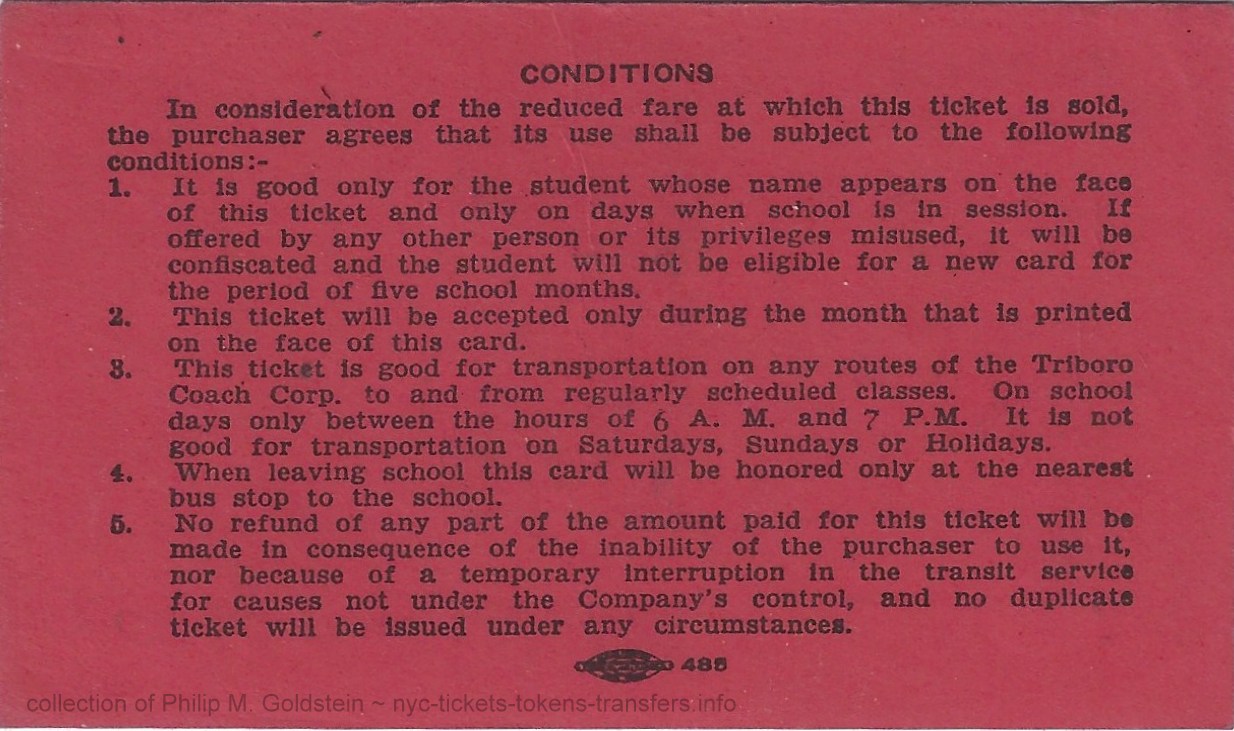 CONDITIONS
In consideration of the reduced fare at which this ticket is sold,
the purchaser agrees that its use shall be subject to the following
conditions:-
1. It is good only for the student whose name appears on the face
of this ticket and only on days when school is in session. If
offered by any other person or its privileges misused, it will be
confiscated and the student will not be eligible for a new card for
the period of five school months.
2. This ticket will be accepted only during the month that is printed
on the face of this card.
3. This ticket is good for transportation on any routes of the Triboro
Coach Corp. to and from regularly scheduled classes. On school
days only between the hours of 6 A. M. and 7 P.M. It is not
good for transportation on Saturdays, Sundays or Holidays.
4. When leaving school this card will be honored only at the nearest
bus stop to the school.
5. No refund of any part of the amount paid for this ticket will be
made in consequence of the inability of the purchaser to use it,
nor because of a temporary interruption in the transit service
for causes not under the Company's control, and no duplicate
ticket will be issued under any circumstances.
485
collection of Philip M. Goldstein ~ nyc-tickets-tokens-transfers.info